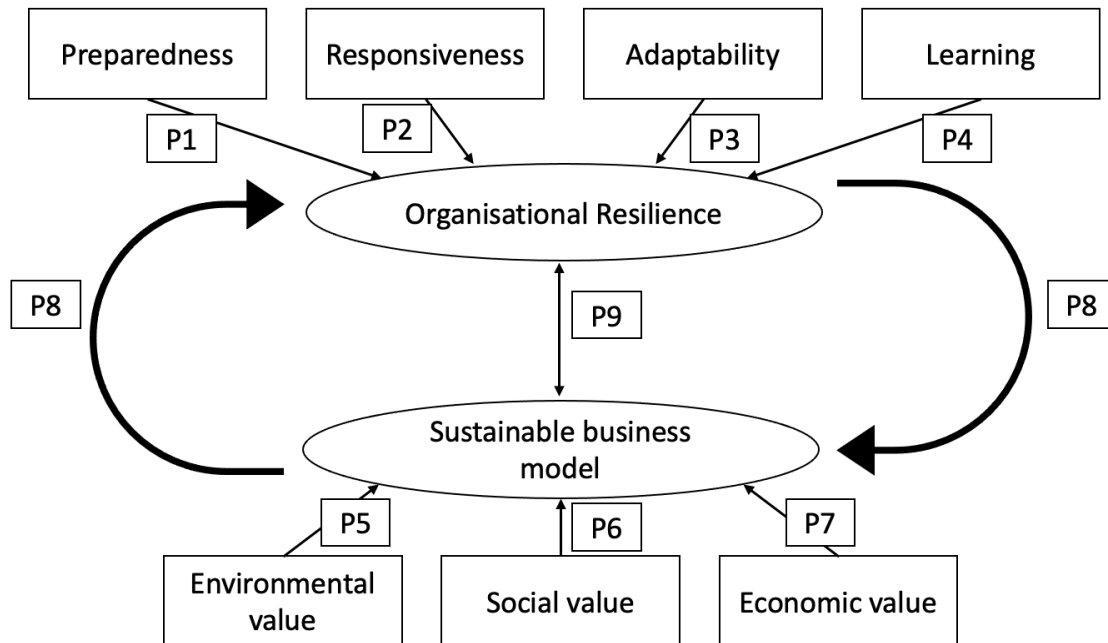 Preparedness
Responsiveness
Adaptability
Learning
P1
P2
P3
P4
Organisational Resilience
P8
P9
P8
Sustainable business
model
P5
P6
P7
Environmental
value
Social value
Economic value